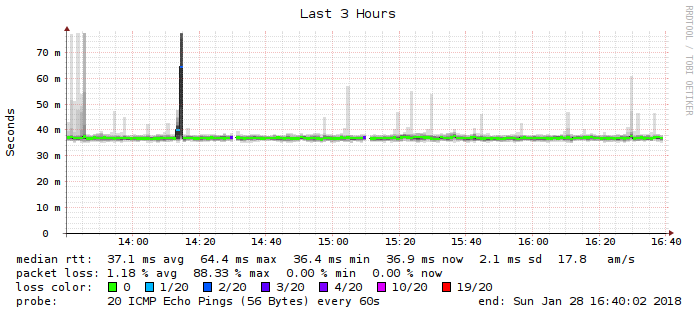 Last 3 Hours
RRDTOOL / TOBI OETIKER
Seconds
70 m
60 m
50 m
40 m
30 m
20 m
10 m
0
14:00 14:20 14:40 15:00 15:20 15:40 16:00 16:20 16:40
median rtt: 37.1 ms avg 64.4 ms max 36.4 ms min 36.9 ms now 2.1 ms sd 17.8 am/s
packet loss: 1.18 % avg 88.33 % max 0.00 % min 0.00 % now
loss color: 0 1/20 2/20 3/20 4/20 10/20 19/20
probe: 20 ICMP Echo Pings (56 Bytes) every 60s end: Sun Jan 28 16:40:02 2018